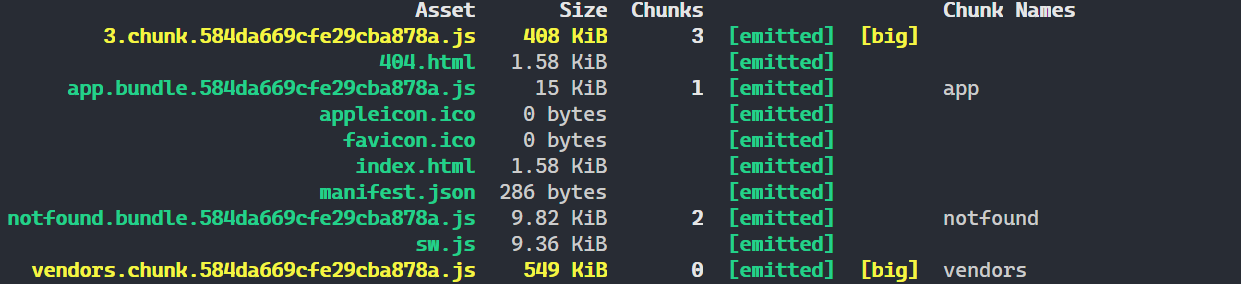 Asset Size Chunks Chunk Names
3.chunk.584da669cfe29cba878a.js 408 KiB 3 [emitted] [big]
404.html 1.58 KiB [emitted]
app.bundle.584da669cfe29cba878a.js 15 KiB 1 [emitted] app
appleicon.ico 0 bytes [emitted]
favicon.ico 0 bytes [emitted]
index.html 1.58 KiB [emitted]
manifest.json 286 bytes [emitted]
notfound.bundle.584da669cfe29cba878a.js 9.82 KiB 2 [emitted] notfound
sw.js 9.36 KiB [emitted]
vendors.chunk.584da669cfe29cba878a.js 549 KiB 0 [emitted] [big] vendors